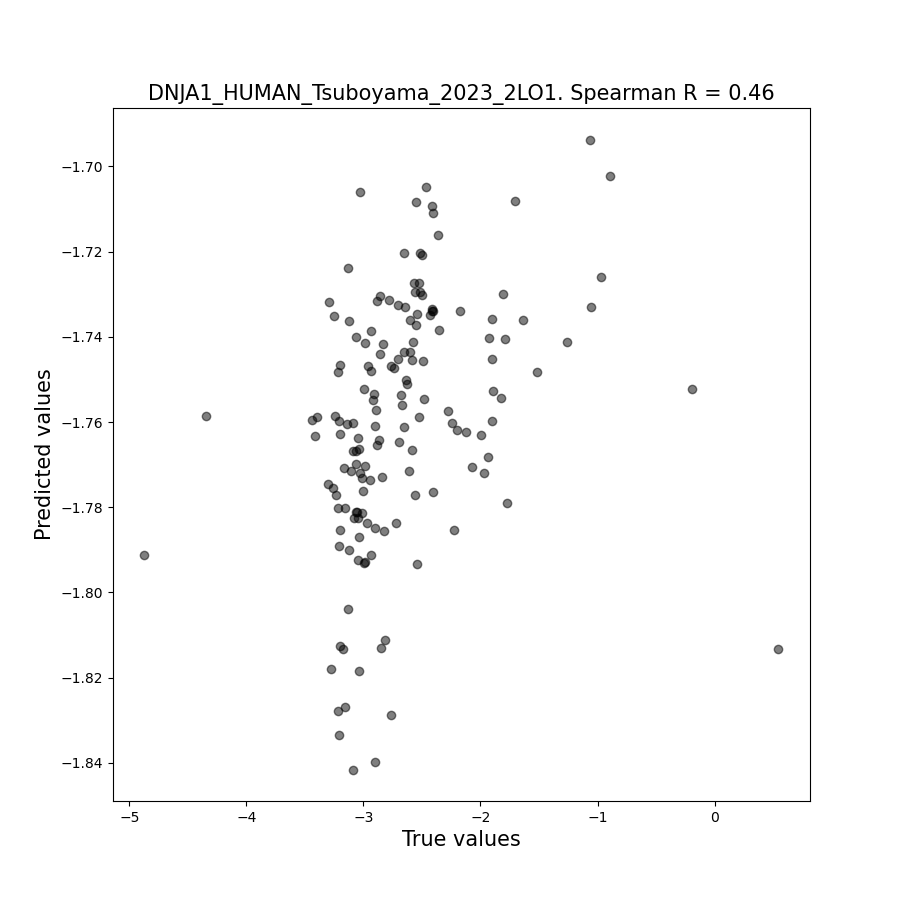 DNJA1_HUMAN_Tsuboyama_2023_2LO1. Spearman R = 0.46
Predicted values
−1.70
−1.72
−1.74
−1.76
−1.78
−1.80
−1.82
−1.84
−5 −4 −3 −2 −1 0
True values